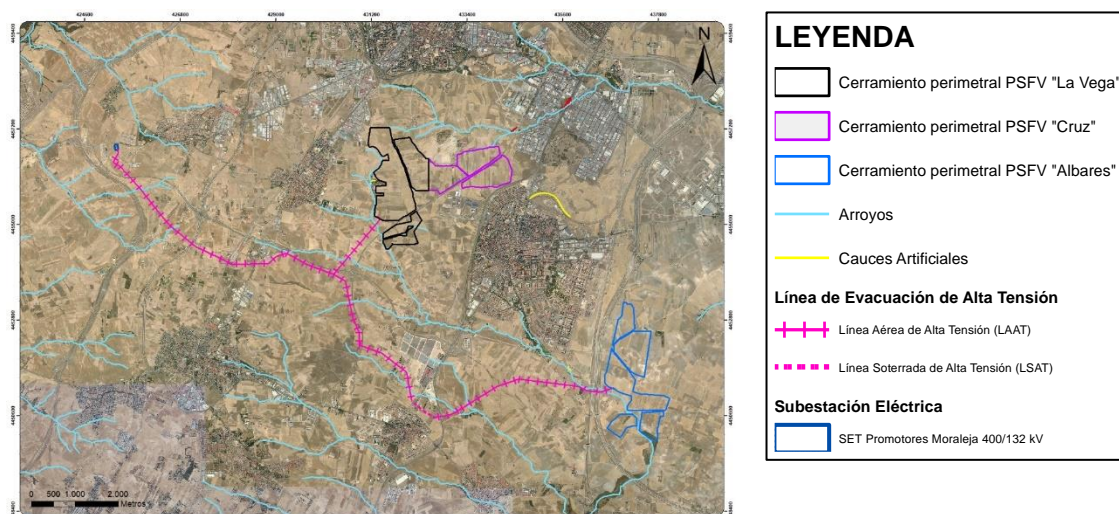 431200
433400
N
LEYENDA
Cerramiento perimetral PSFV "La Vega"
Cerramiento perimetral PSFV "Cruz"
Cerramiento perimetral PSFV "Albares"
Arroyos
Cauces Artificiales
Línea de Evacuación de Alta Tensión
Línea Aérea de Alta Tensión (LAAT)
Línea Soterrada de Alta Tensión (LSAT)
Subestación Eléctrica
SET Promotores Moraleja 400/132 kV
0 500 1.000 2.000
Metros